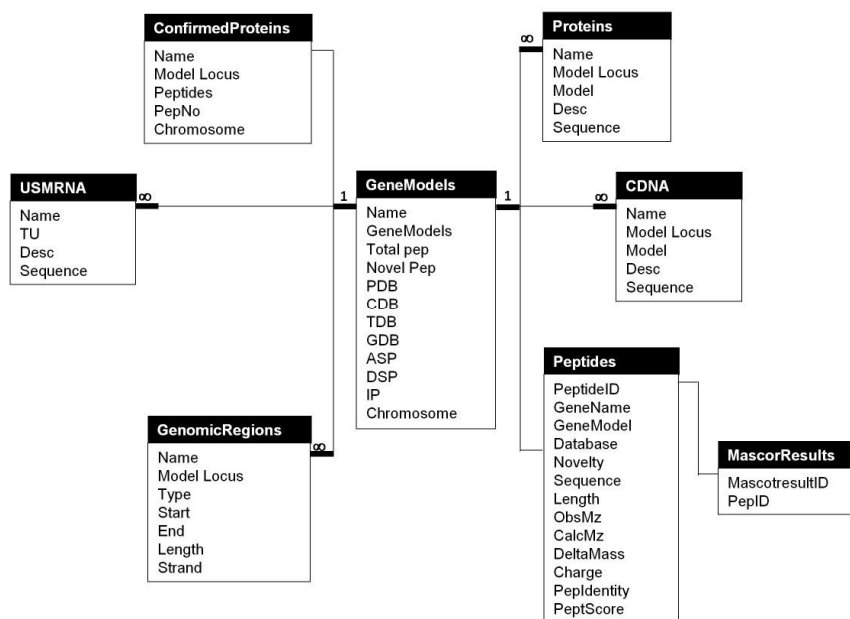 ConfirmedProteins
Name
Model Locus
Peptides
PepNo
Chromosome
∞
Proteins
Name
Model Locus
Model
Desc
Sequence
USMRNA
Name
TU
Desc
Sequence
∞
1
GeneModels
Name
GeneModels
Total pep
Novel Pep
PDB
CDB
TDB
GDB
ASP
DSP
IP
Chromosome
1
∞
CDNA
Name
Model Locus
Model
Desc
Sequence
GenomicRegions
Name
Model Locus
Type
Start
End
Length
Strand
∞
Peptides
PeptideID
GeneName
GeneModel
Database
Novelty
Sequence
Length
ObsMz
CalcMz
DeltaMass
Charge
PepIdentity
PeptScore
MascorResults
MascotresultID
PepID